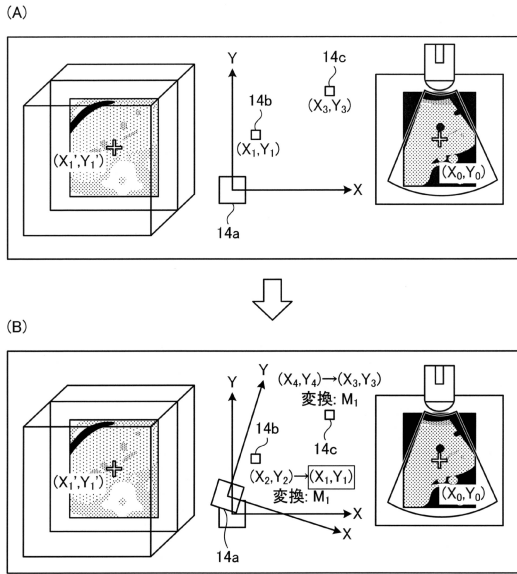 (A)
Y
14c
14b
(X3,Y3)
(X1',Y1')
(X1,Y1)
(X0,Y0)
X
14a
(B)
Y
Y
(X4,Y4)→(X3,Y3)
変換: M1
14b
14c
(X1',Y1')
(X2,Y2)→(X1,Y1)
(X0,Y0)
変換: M1
X
X
14a